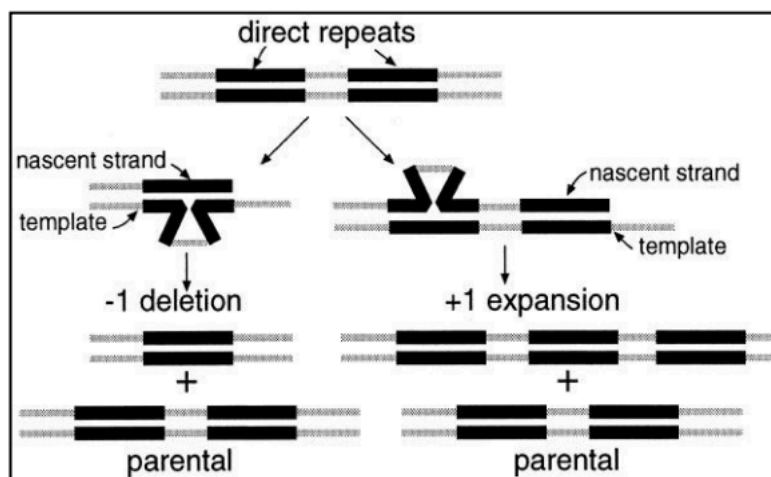 direct repeats
nascent strand
template
nascent strand
template
-1 deletion
+1 expansion
+
+
parental
parental